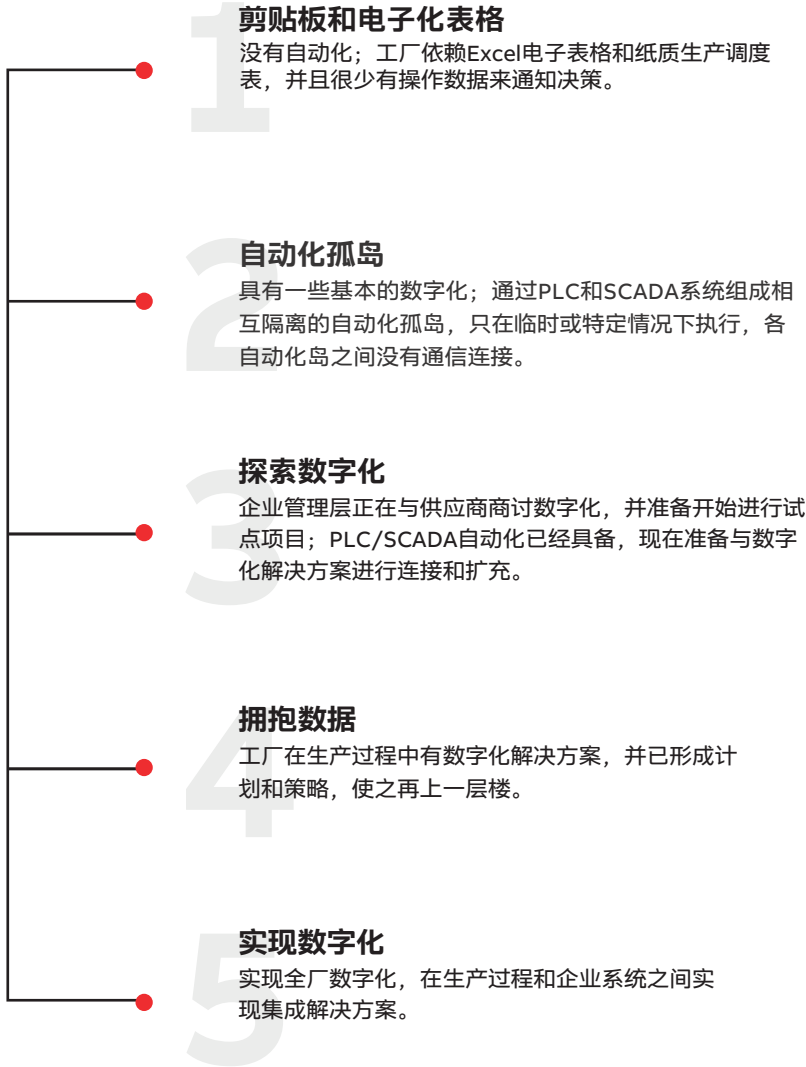 1
剪贴板和电子化表格
没有自动化；工厂依赖Excel电子表格和纸质生产调度
表，并且很少有操作数据来通知决策。
2
自动化孤岛
具有一些基本的数字化；通过PLC和SCADA系统组成相
互隔离的自动化孤岛，只在临时或特定情况下执行，各
自动化岛之间没有通信连接。
3
探索数字化
企业管理层正在与供应商商讨数字化，并准备开始进行试
点项目；PLC/SCADA自动化已经具备，现在准备与数字
化解决方案进行连接和扩充。
4
拥抱数据
工厂在生产过程中有数字化解决方案，并已形成计
划和策略，使之再上一层楼。
5
实现数字化
实现全厂数字化，在生产过程和企业系统之间实
现集成解决方案。